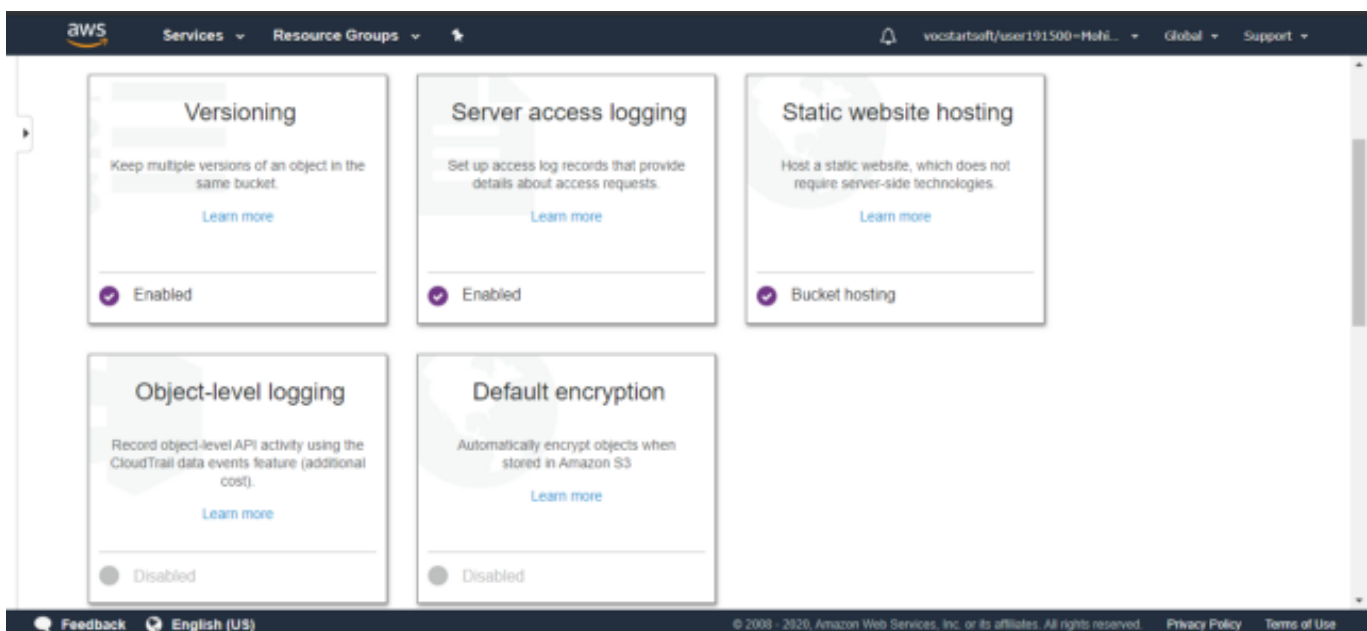 aws Services Resource Groups vocstartsoft/user191500=Mohi... Global Support
Versioning
Keep multiple versions of an object in the
same bucket.
Learn more
Enabled
Server access logging
Set up access log records that provide
details about access requests.
Learn more
Enabled
Static website hosting
Host a static website, which does not
require server-side technologies.
Learn more
Bucket hosting
Object-level logging
Record object-level API activity using the
CloudTrail data events feature (additional
cost).
Learn more
Disabled
Default encryption
Automatically encrypt objects when
stored in Amazon S3
Learn more
Disabled
Feedback English (US) © 2008 - 2020, Amazon Web Services, Inc. or its affiliates. All rights reserved. Privacy Policy Terms of Use